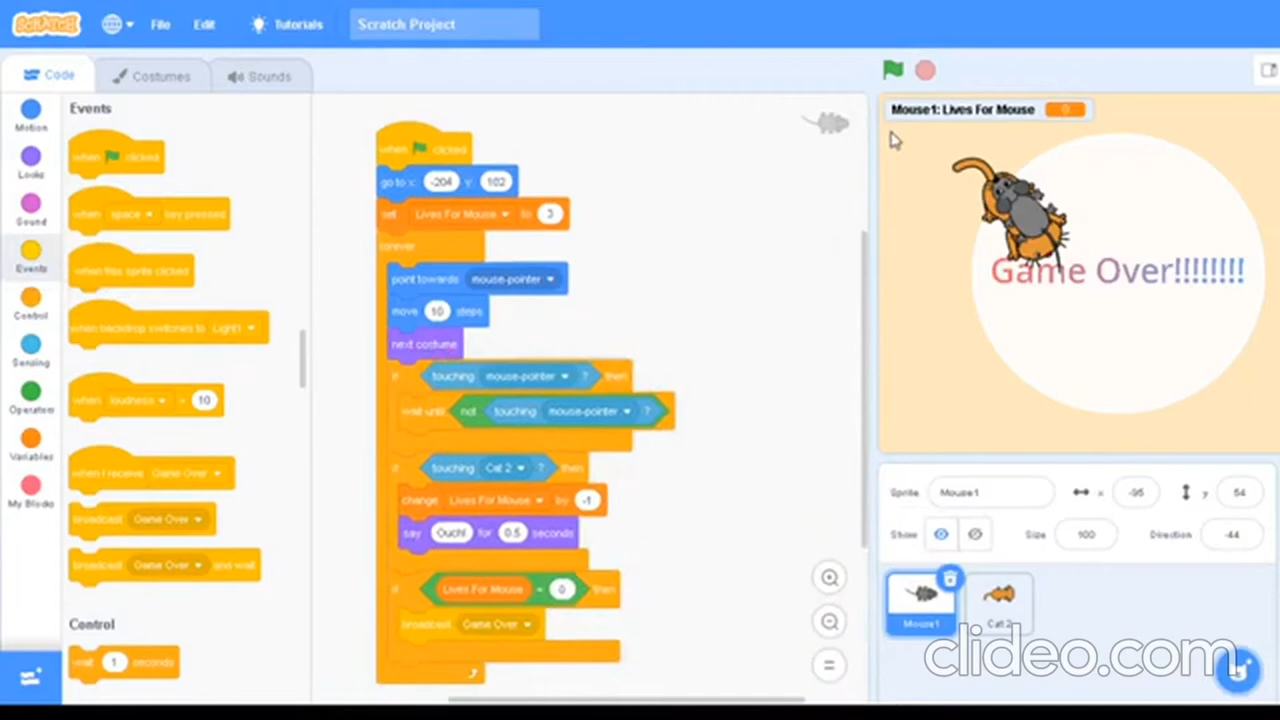 SCRATCH File Edit Tutorials Scratch Project
Code Costumes Sounds
Motion
Looks
Sound
Events
Control
Sensing
Operators
Variables
My Blocks
Events
when clicked
when space key pressed
when this sprite clicked
when backdrop switches to Light1
when loudness > 10
when I receive Game Over
broadcast Game Over
broadcast Game Over and wait
Control
wait 1 seconds
when clicked
go to x: -204 y: 102
set Lives For Mouse to 3
forever
point towards mouse-pointer
move 10 steps
next costume
if touching mouse-pointer ? then
wait until not touching mouse-pointer ?
if touching Cat 2 ? then
change Lives For Mouse by -1
say Ouch! for 0.5 seconds
if Lives For Mouse = 0 then
broadcast Game Over
Mouse1: Lives For Mouse 0
Game Over!!!!!!!!
Sprite Mouse1 x -95 y 54
Show Size 100 Direction -44
Mouse1 Cat 2
clideo.com